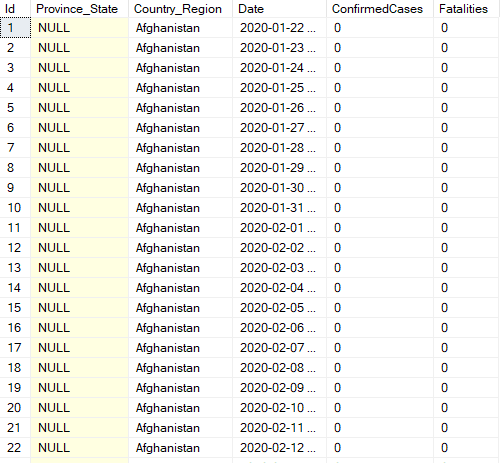 Id Province_State Country_Region Date ConfirmedCases Fatalities
1 NULL Afghanistan 2020-01-22 ... 0 0
2 NULL Afghanistan 2020-01-23 ... 0 0
3 NULL Afghanistan 2020-01-24 ... 0 0
4 NULL Afghanistan 2020-01-25 ... 0 0
5 NULL Afghanistan 2020-01-26 ... 0 0
6 NULL Afghanistan 2020-01-27 ... 0 0
7 NULL Afghanistan 2020-01-28 ... 0 0
8 NULL Afghanistan 2020-01-29 ... 0 0
9 NULL Afghanistan 2020-01-30 ... 0 0
10 NULL Afghanistan 2020-01-31 ... 0 0
11 NULL Afghanistan 2020-02-01 ... 0 0
12 NULL Afghanistan 2020-02-02 ... 0 0
13 NULL Afghanistan 2020-02-03 ... 0 0
14 NULL Afghanistan 2020-02-04 ... 0 0
15 NULL Afghanistan 2020-02-05 ... 0 0
16 NULL Afghanistan 2020-02-06 ... 0 0
17 NULL Afghanistan 2020-02-07 ... 0 0
18 NULL Afghanistan 2020-02-08 ... 0 0
19 NULL Afghanistan 2020-02-09 ... 0 0
20 NULL Afghanistan 2020-02-10 ... 0 0
21 NULL Afghanistan 2020-02-11 ... 0 0
22 NULL Afghanistan 2020-02-12 ... 0 0